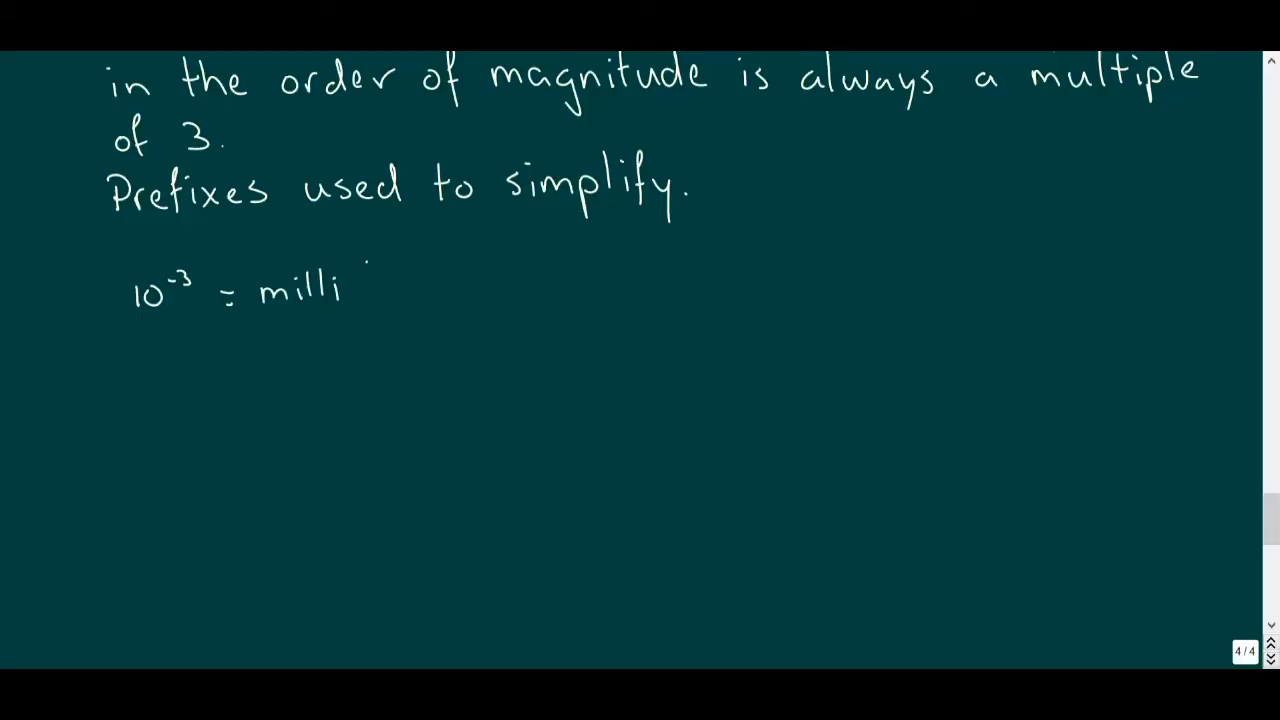 in the order of magnitude is always a multiple
of 3.
Prefixes used to simplify.
10⁻³ = milli
4 / 4